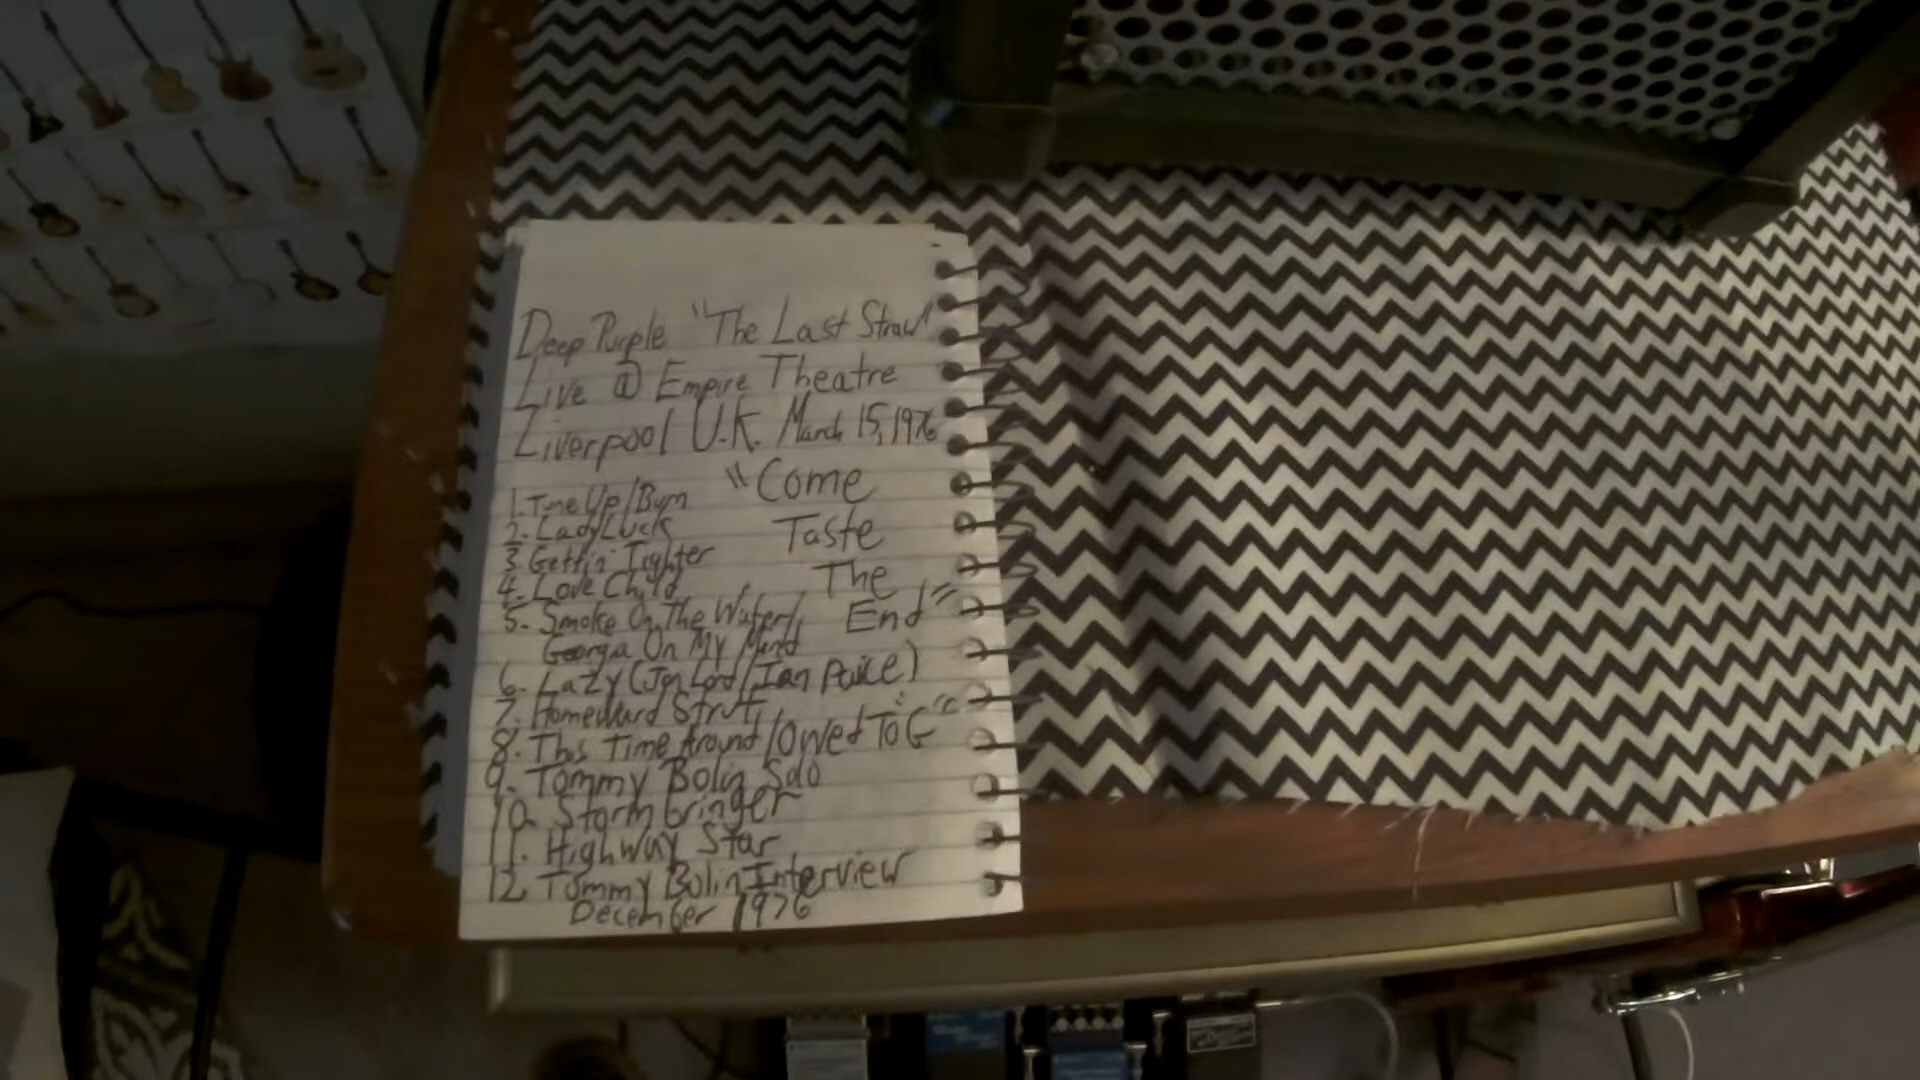 Deep Purple "The Last Straw"
Live @ Empire Theatre
Liverpool U.K. March 15, 1976
"Come
Taste
The
End"
1. Tune Up/Burn
2. Lady Luck
3. Gettin' Tighter
4. Love Child
5. Smoke On The Water/
Georgia On My Mind
6. Lazy (Jon Lord/Ian Paice)
7. Homeward Strut
8. This Time Around/Owed To "G"
9. Tommy Bolin Solo
10. Stormbringer
11. Highway Star
12. Tommy Bolin Interview
December 1976